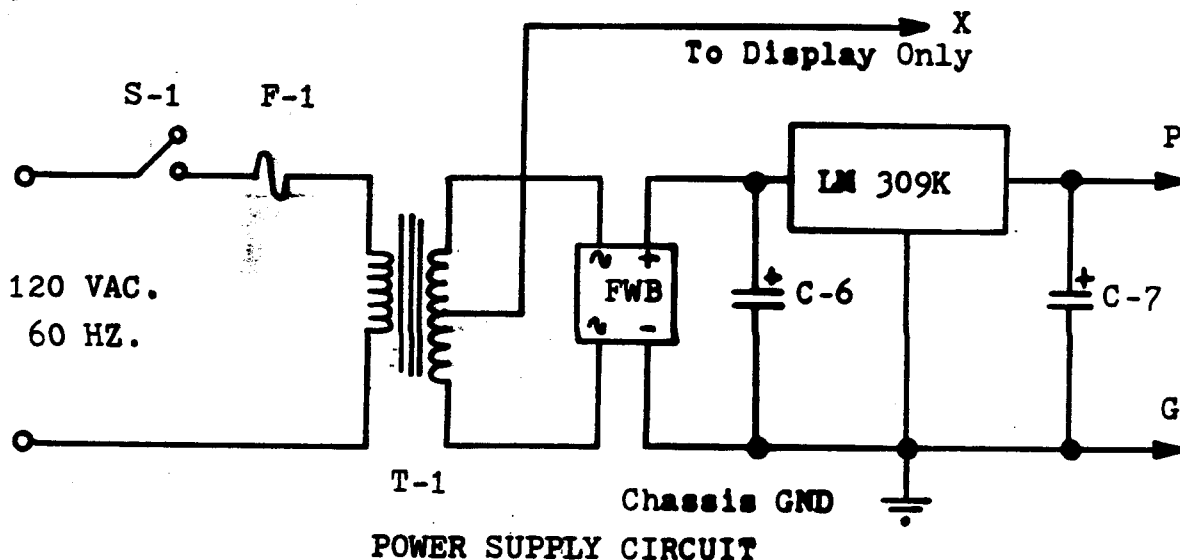 X
To Display Only
S-1
F-1
P
LM 309K
120 VAC.
60 HZ.
~ +
FWB
~ -
+
C-6
+
C-7
G
T-1
Chassis GND
POWER SUPPLY CIRCUIT